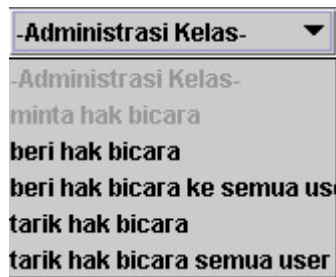 -Administrasi Kelas-
-Administrasi Kelas-
minta hak bicara
beri hak bicara
beri hak bicara ke semua use
tarik hak bicara
tarik hak bicara semua user